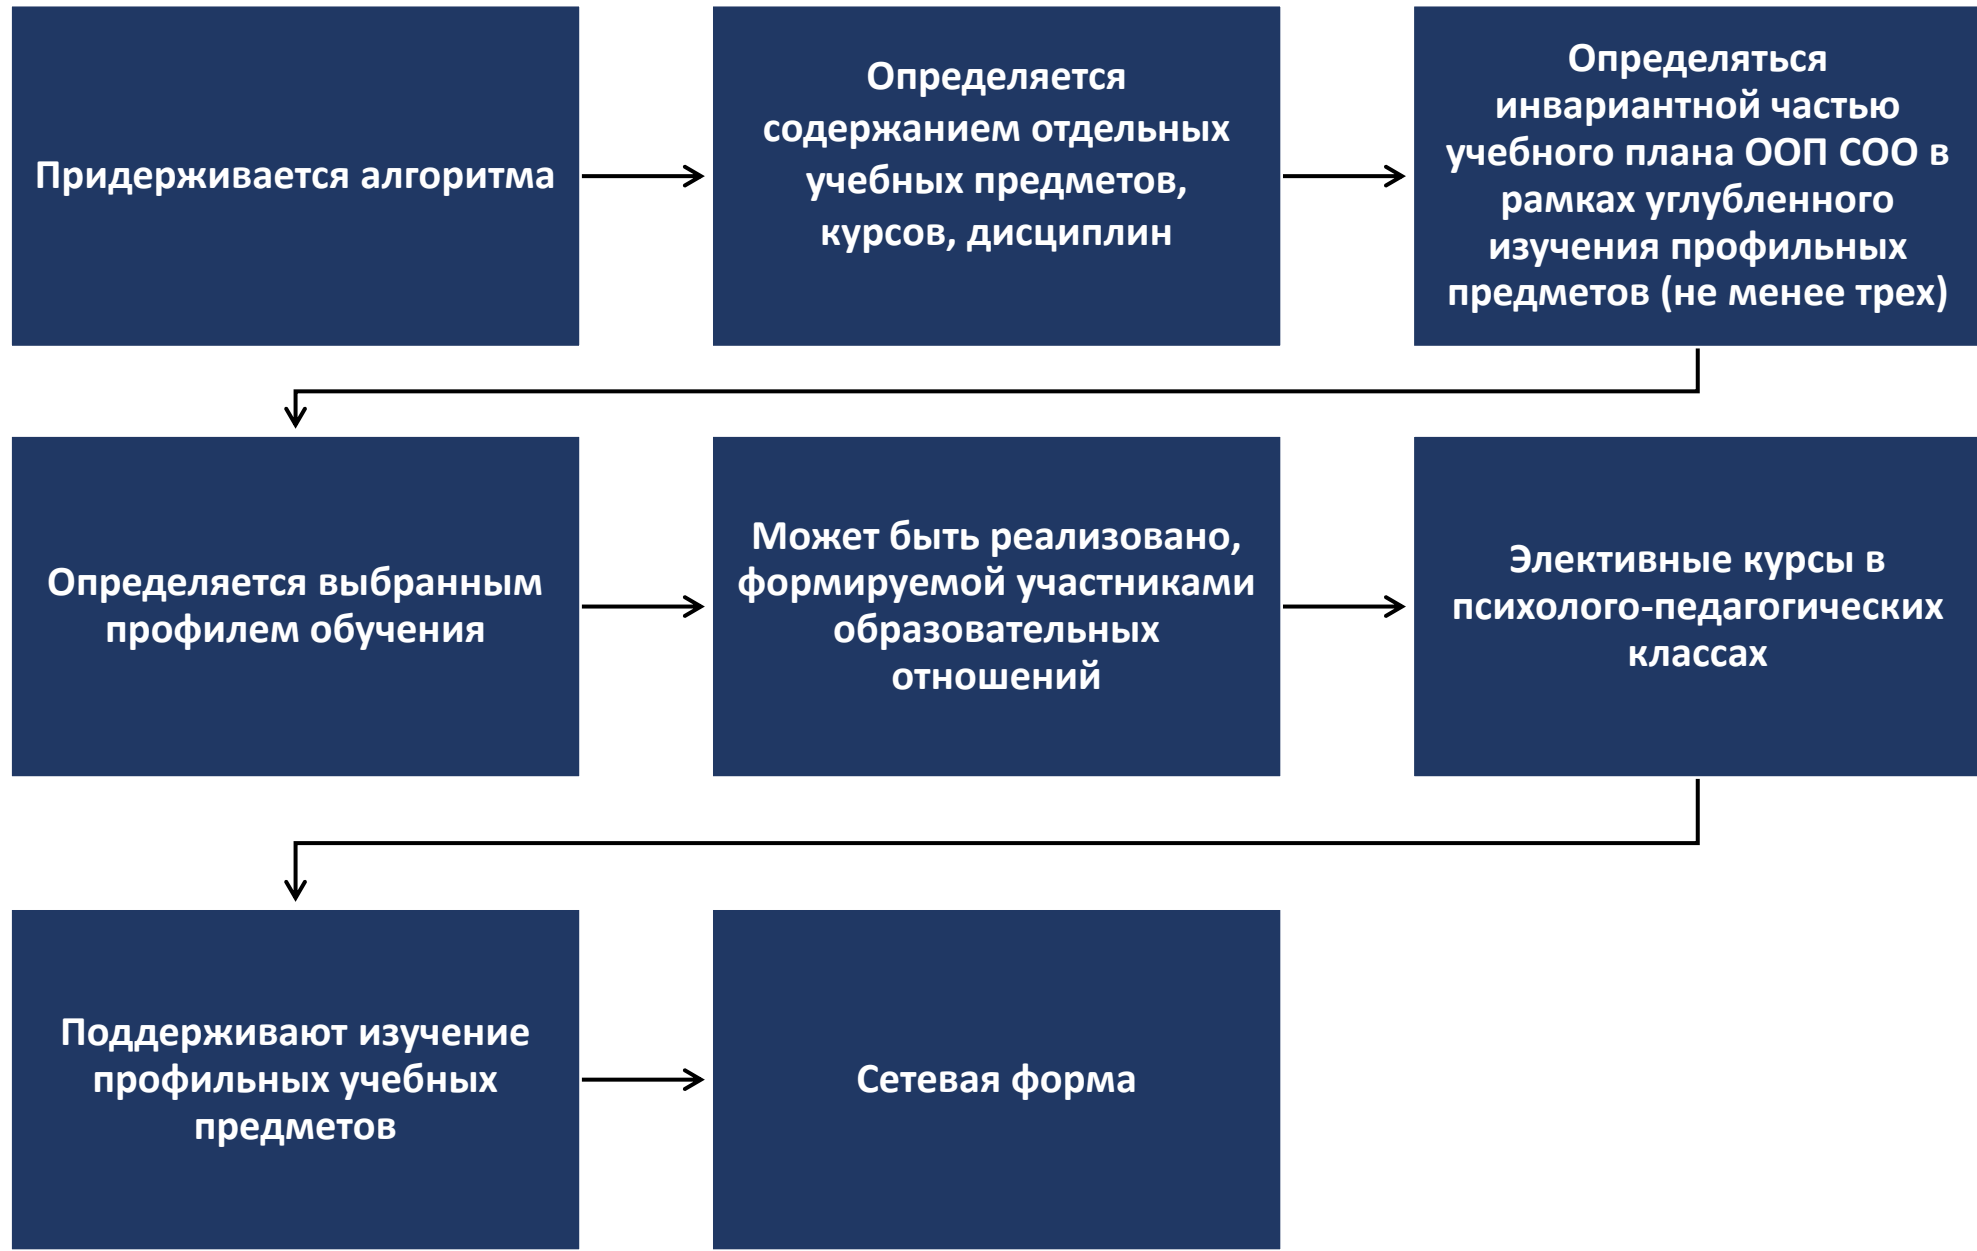 Придерживается алгоритма
Определяется
содержанием отдельных
учебных предметов,
курсов, дисциплин
Определяться
инвариантной частью
учебного плана ООП СОО в
рамках углубленного
изучения профильных
предметов (не менее трех)
Определяется выбранным
профилем обучения
Может быть реализовано,
формируемой участниками
образовательных
отношений
Элективные курсы в
психолого-педагогических
классах
Поддерживают изучение
профильных учебных
предметов
Сетевая форма